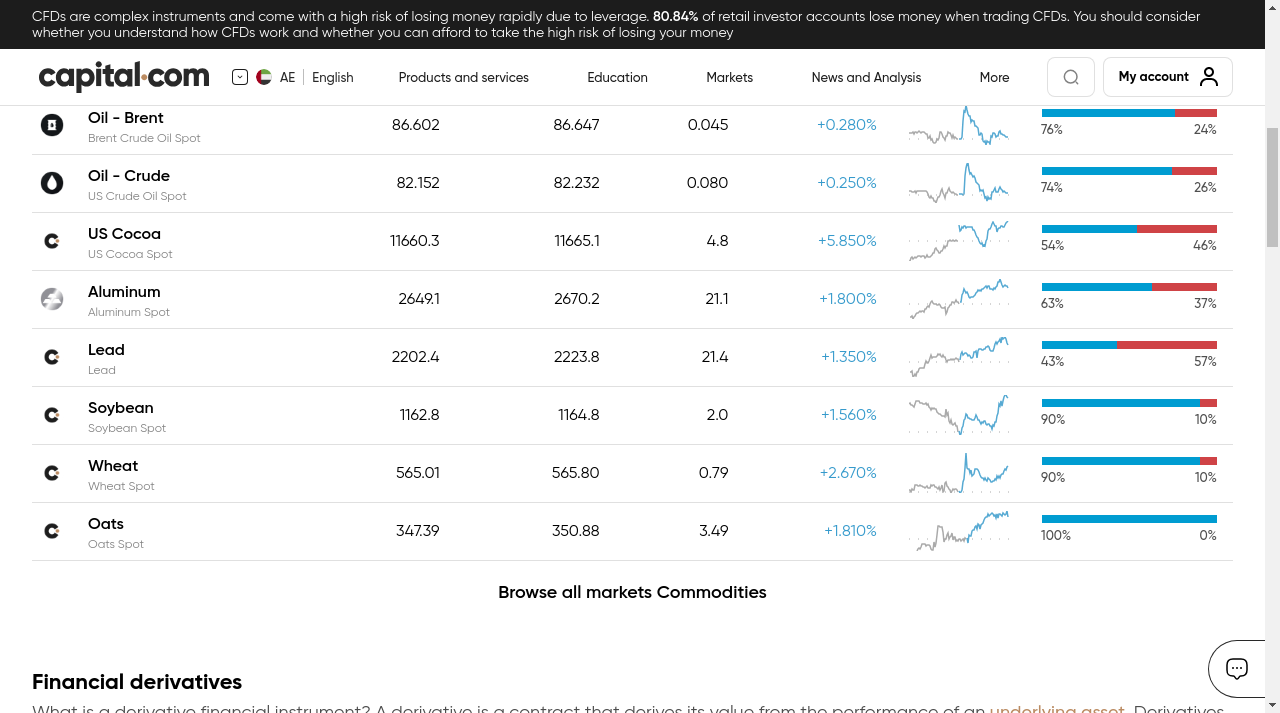 CFDs are complex instruments and come with a high risk of losing money rapidly due to leverage. 80.84% of retail investor accounts lose money when trading CFDs. You should consider
whether you understand how CFDs work and whether you can afford to take the high risk of losing your money
capital.com AE English Products and services Education Markets News and Analysis More My account
Oil - Brent 86.602 86.647 0.045 +0.280%
Brent Crude Oil Spot 76% 24%
Oil - Crude 82.152 82.232 0.080 +0.250%
US Crude Oil Spot 74% 26%
US Cocoa 11660.3 11665.1 4.8 +5.850%
US Cocoa Spot 54% 46%
Aluminum 2649.1 2670.2 21.1 +1.800%
Aluminum Spot 63% 37%
Lead 2202.4 2223.8 21.4 +1.350%
Lead 43% 57%
Soybean 1162.8 1164.8 2.0 +1.560%
Soybean Spot 90% 10%
Wheat 565.01 565.80 0.79 +2.670%
Wheat Spot 90% 10%
Oats 347.39 350.88 3.49 +1.810%
Oats Spot 100% 0%
Browse all markets Commodities
Financial derivatives
What is a derivative financial instrument? A derivative is a contract that derives its value from the performance of an underlying asset. Derivatives